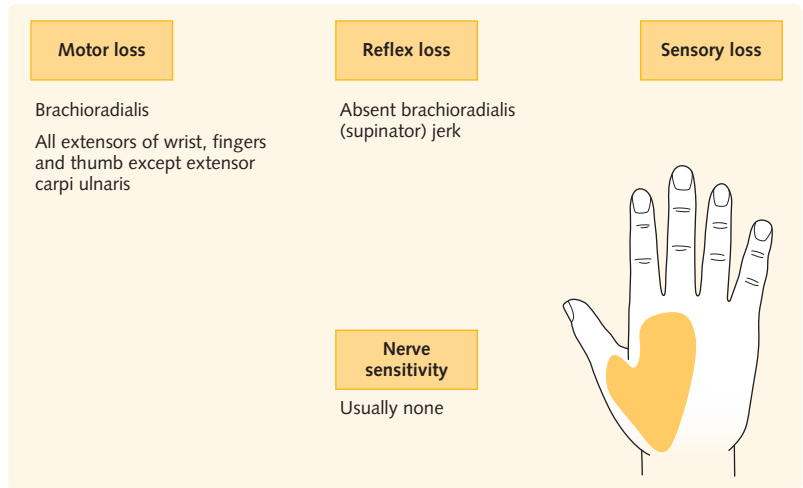 Motor loss
Brachioradialis
All extensors of wrist, fingers
and thumb except extensor
carpi ulnaris
Reflex loss
Absent brachioradialis
(supinator) jerk
Nerve
sensitivity
Usually none
Sensory loss